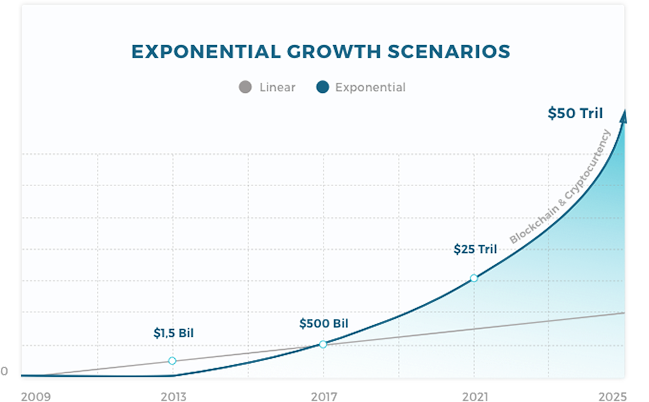 EXPONENTIAL GROWTH SCENARIOS
Linear Exponential
$50 Tril
Blockchain & Cryptocurtency
$25 Tril
$500 Bil
$1,5 Bil
0
2009 2013 2017 2021 2025